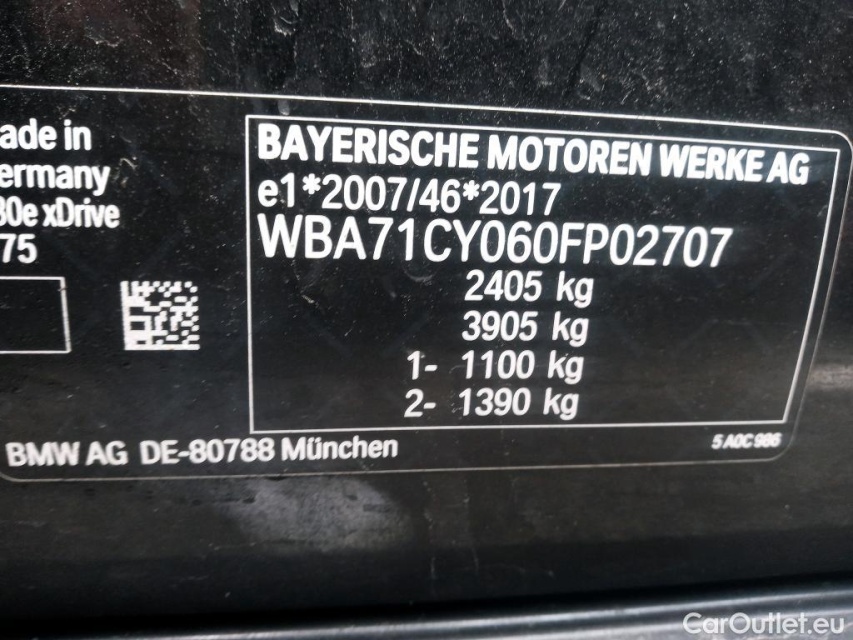 ade in
ermany
30e xDrive
75
BAYERISCHE MOTOREN WERKE AG
e1*2007/46*2017
WBA71CY060FP02707
2405 kg
3905 kg
1- 1100 kg
2- 1390 kg
BMW AG DE-80788 München
5 A0C 986
CarOutlet.eu